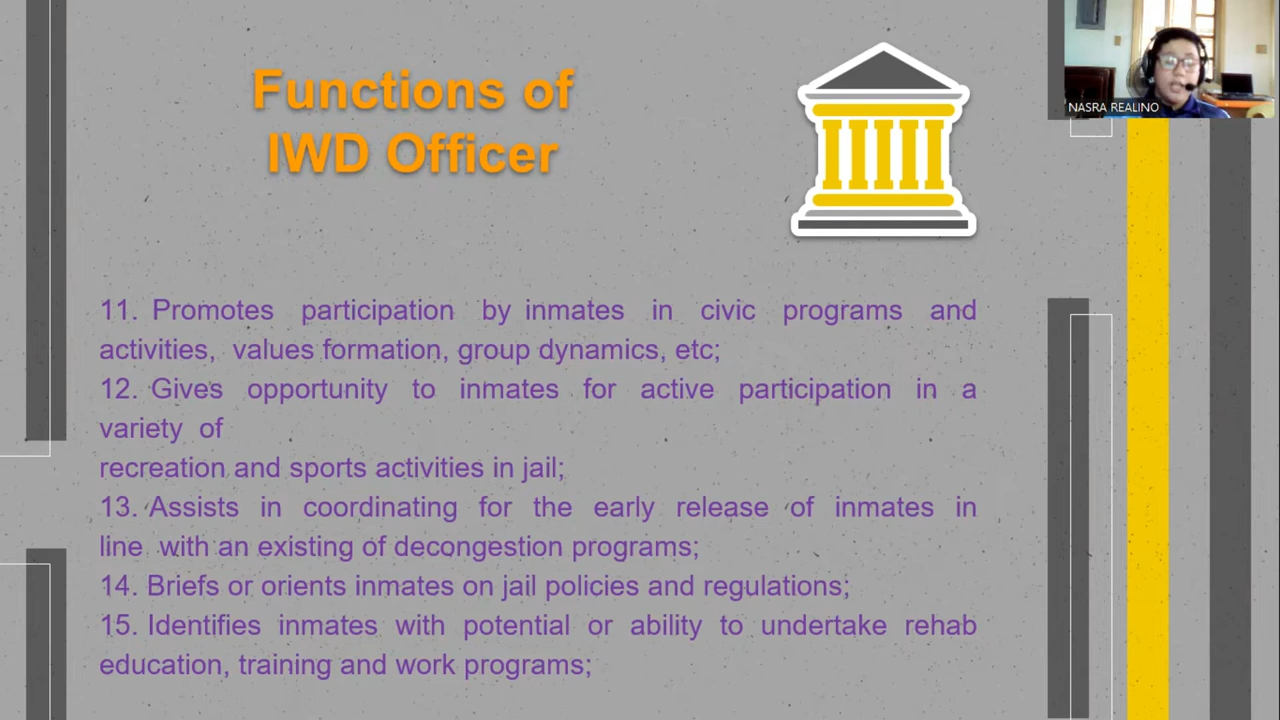 Functions of
IWD Officer
NASRA REALINO
11. Promotes participation by inmates in civic programs and
activities, values formation, group dynamics, etc;
12. Gives opportunity to inmates for active participation in a
variety of
recreation and sports activities in jail;
13. Assists in coordinating for the early release of inmates in
line with an existing of decongestion programs;
14. Briefs or orients inmates on jail policies and regulations;
15. Identifies inmates with potential or ability to undertake rehab
education, training and work programs;